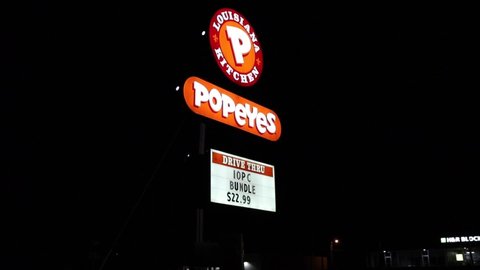 LOUISIANA
P
KITCHEN
POPEYES
DRIVE THRU
10PC
BUNDLE
$22.99
H&R BLOCK